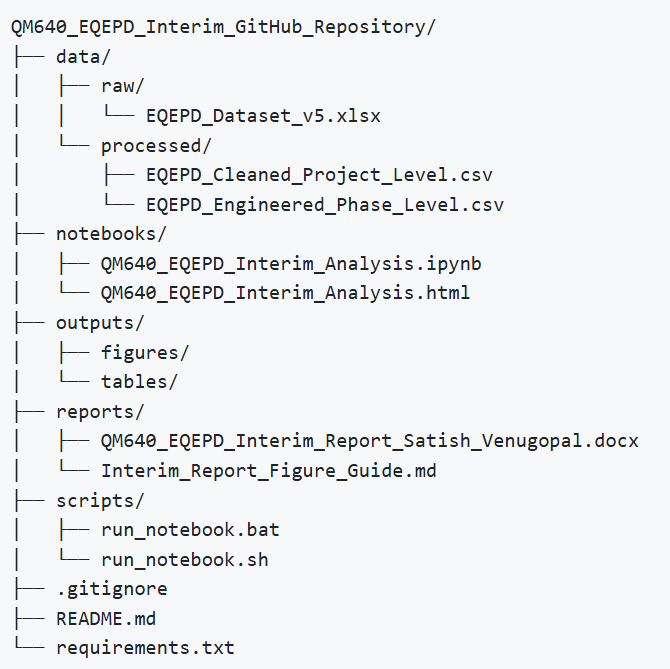 QM640_EQEPD_Interim_GitHub_Repository/
├── data/
│   ├── raw/
│   │   └── EQEPD_Dataset_v5.xlsx
│   └── processed/
│       ├── EQEPD_Cleaned_Project_Level.csv
│       └── EQEPD_Engineered_Phase_Level.csv
├── notebooks/
│   ├── QM640_EQEPD_Interim_Analysis.ipynb
│   └── QM640_EQEPD_Interim_Analysis.html
├── outputs/
│   ├── figures/
│   └── tables/
├── reports/
│   ├── QM640_EQEPD_Interim_Report_Satish_Venugopal.docx
│   └── Interim_Report_Figure_Guide.md
├── scripts/
│   ├── run_notebook.bat
│   └── run_notebook.sh
├── .gitignore
├── README.md
└── requirements.txt